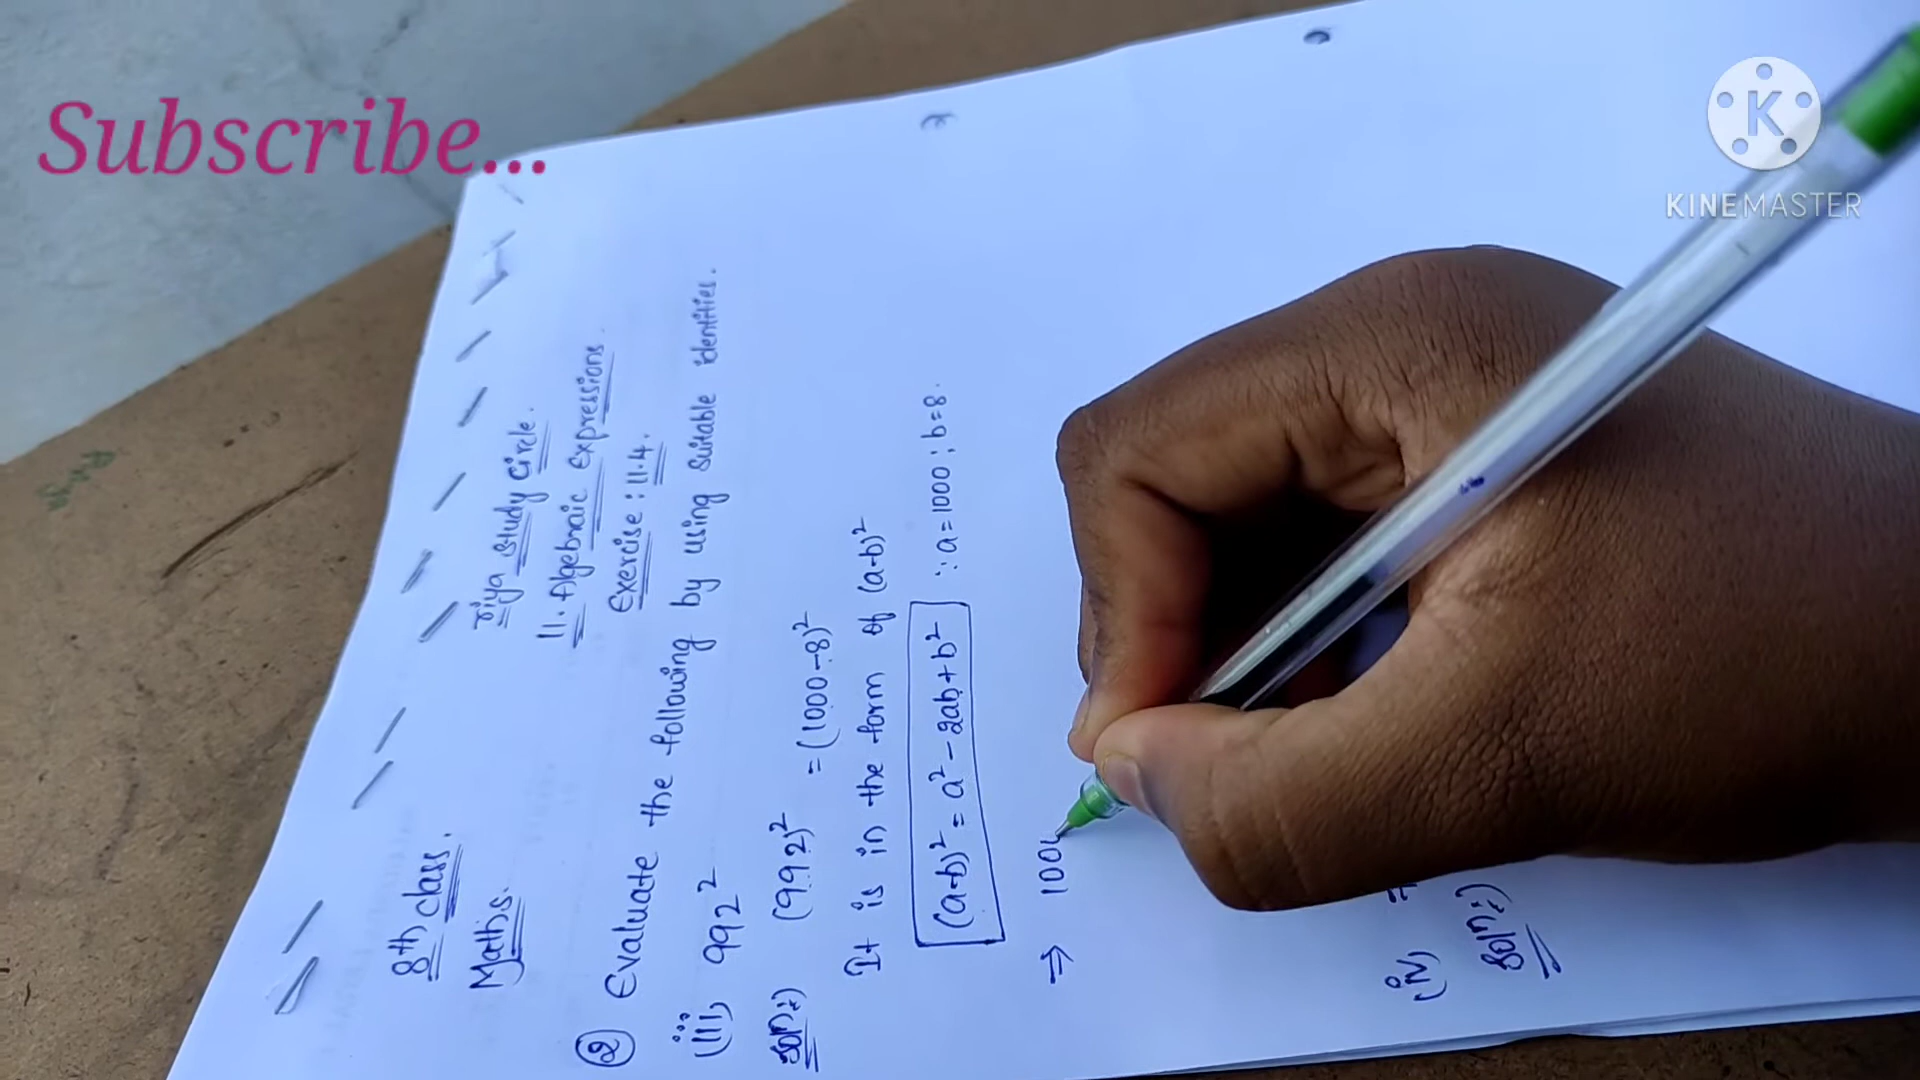 Subscribe...
KINEMASTER
8th class.
Maths.
riya study circle.
11. Algebraic expressions.
Exercise : 11.4.
② Evaluate the following by using suitable identities.
(iii) 992²
Soln:) (992)² = (1000-8)²
It is in the form of (a-b)²
(a-b)² = a² - 2ab + b² ∵ a = 1000 ; b = 8.
⇒ 100
(iv)
Soln:)